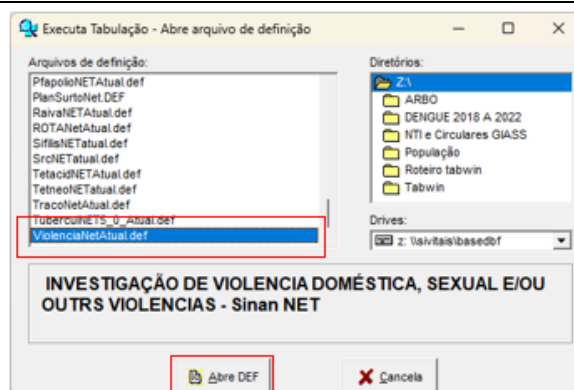 Executa Tabulação - Abre arquivo de definição
Arquivos de definição:
PfapolioNETAtual.def
PlanSurtoNet.DEF
RaivaNETAtual.def
ROTANetAtual.def
SifilisNETatual.def
SrcNETatual.def
TetacidNETAtual.def
TetneoNETatual.def
TracoNetAtual.def
TuberculNET5_0_Atual.def
ViolenciaNetAtual.def
Diretórios:
Z:\
ARBO
DENGUE 2018 A 2022
NTI e Circulares GIASS
População
Roteiro tabwin
Tabwin
Drives:
z: \\sivitais\basedbf
INVESTIGAÇÃO DE VIOLENCIA DOMÉSTICA, SEXUAL E/OU
OUTRS VIOLENCIAS - Sinan NET
Abre DEF
Cancela